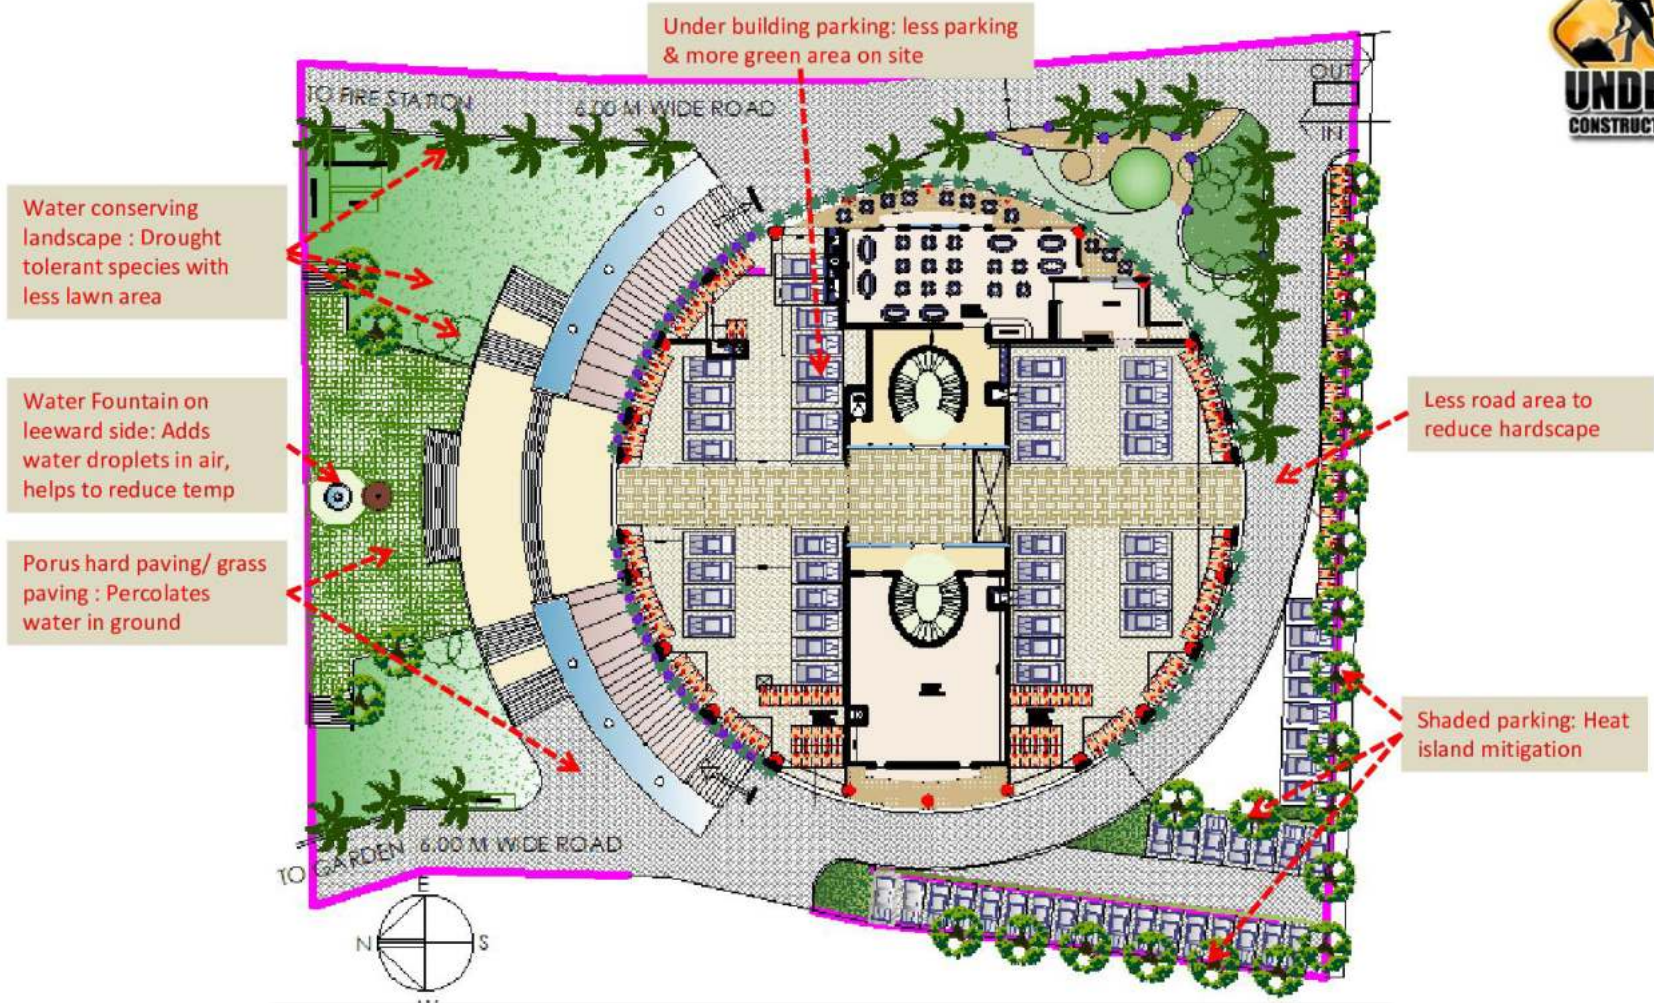 Under building parking: less parking
& more green area on site
UNDER
CONSTRUCT
OUT
IN
TO FIRE STATION
6.00 M WIDE ROAD
Water conserving
landscape : Drought
tolerant species with
less lawn area
Water Fountain on
leeward side: Adds
water droplets in air,
helps to reduce temp
Less road area to
reduce hardscape
Porus hard paving/ grass
paving : Percolates
water in ground
Shaded parking: Heat
island mitigation
TO GARDEN
6.00 M WIDE ROAD
E
N
S